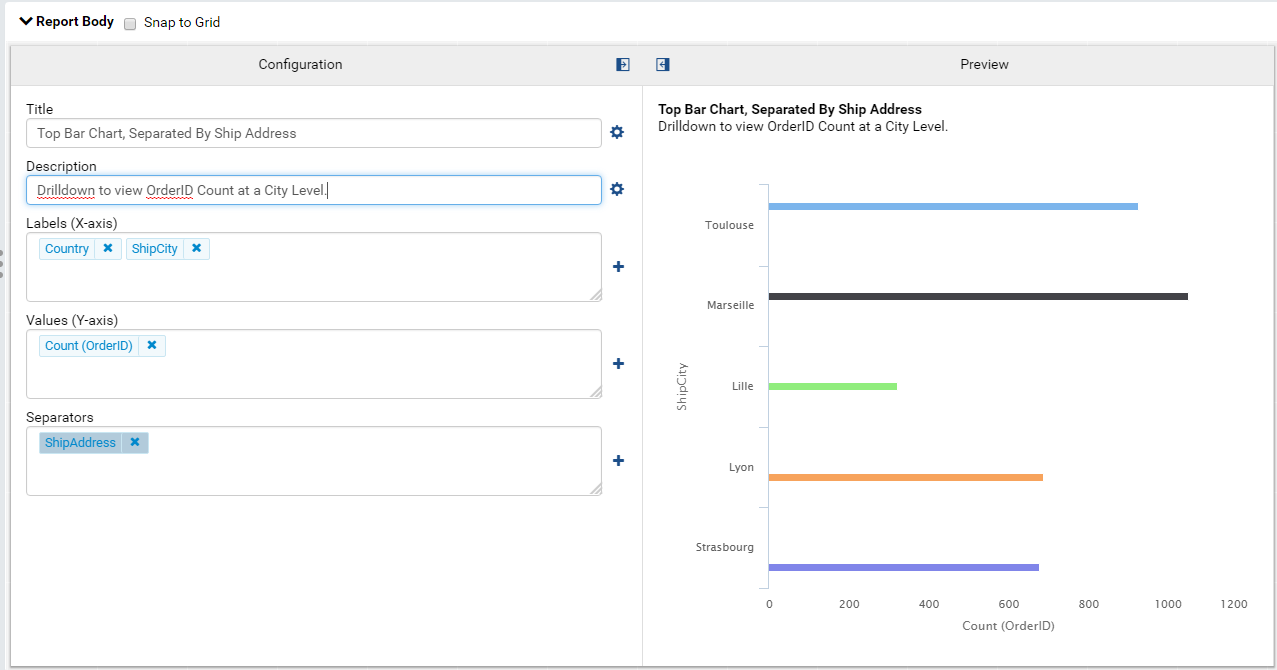 Report Body Snap to Grid
Configuration
Preview
Title
Top Bar Chart, Separated By Ship Address
Description
Drilldown to view OrderID Count at a City Level.
Labels (X-axis)
Country ShipCity
Values (Y-axis)
Count (OrderID)
Separators
ShipAddress
Top Bar Chart, Separated By Ship Address
Drilldown to view OrderID Count at a City Level.
ShipCity
Toulouse
Marseille
Lille
Lyon
Strasbourg
0 200 400 600 800 1000 1200
Count (OrderID)